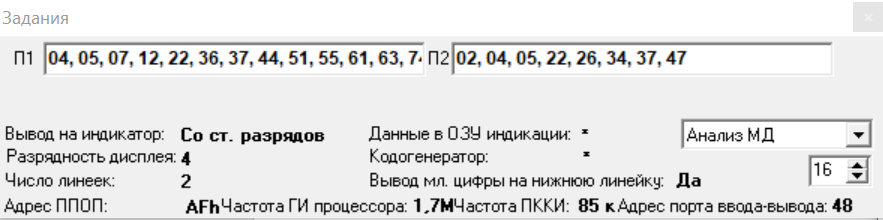 Задания
П1 04, 05, 07, 12, 22, 36, 37, 44, 51, 55, 61, 63, 74 П2 02, 04, 05, 22, 26, 34, 37, 47
Вывод на индикатор: Со ст. разрядов Данные в ОЗУ индикации: * Анализ МД
Разрядность дисплея: 4 Кодогенератор: * 16
Число линеек: 2 Вывод мл. цифры на нижнюю линейку: Да
Адрес ППОП: AFh Частота ГИ процессора: 1,7М Частота ПККИ: 85 к Адрес порта ввода-вывода: 48